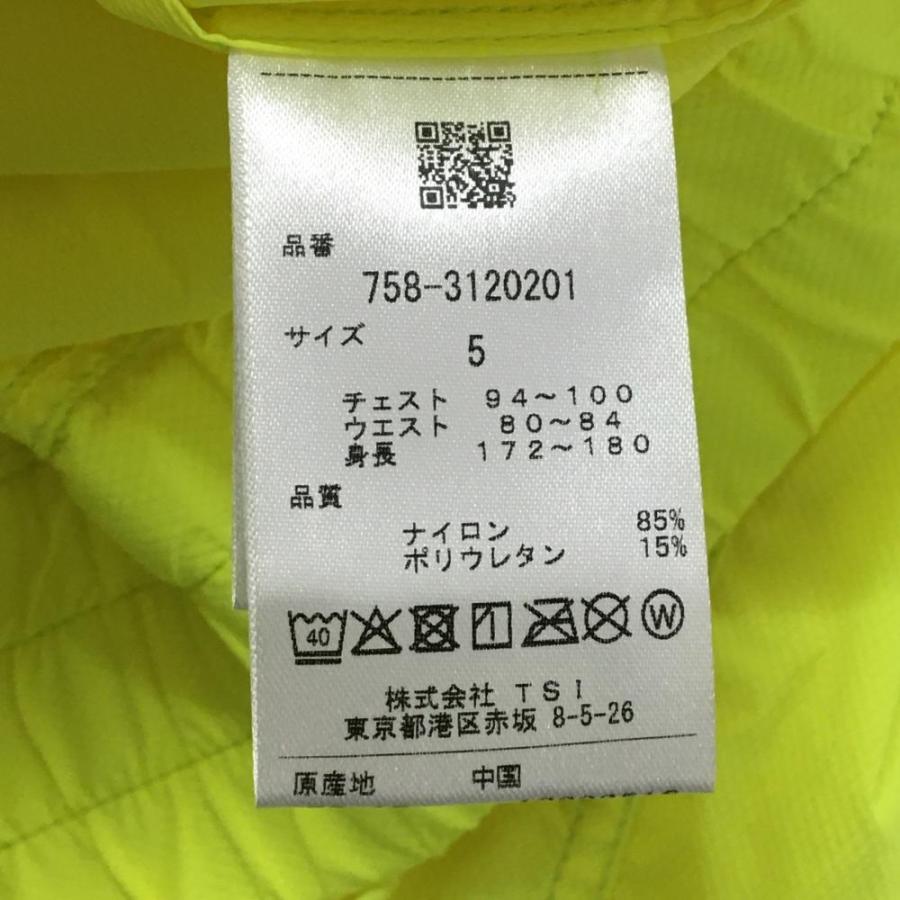 品番
758-3120201
サイズ
5
チェスト 94～100
ウエスト 80～84
身長 172～180
品質
ナイロン 85%
ポリウレタン 15%
40
W
株式会社 TSI
東京都港区赤坂 8-5-26
原産地 中国